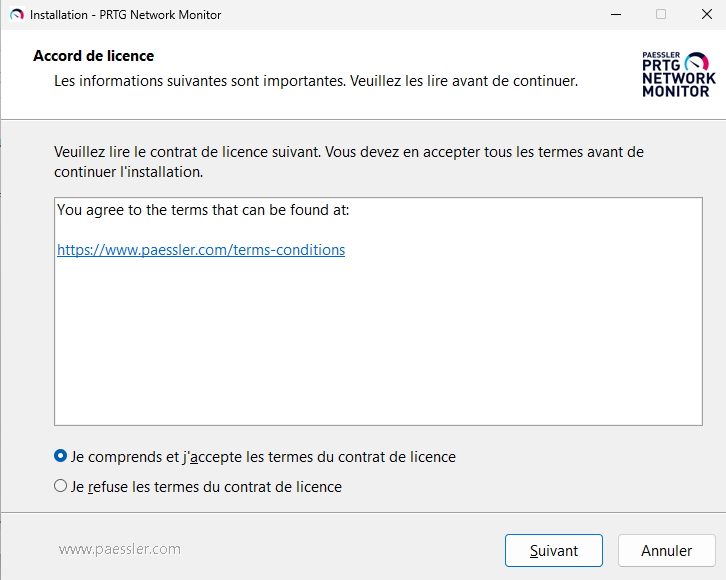 Installation - PRTG Network Monitor
Accord de licence
Les informations suivantes sont importantes. Veuillez les lire avant de continuer.
PAESSLER
PRTG
NETWORK
MONITOR
Veuillez lire le contrat de licence suivant. Vous devez en accepter tous les termes avant de
continuer l'installation.
You agree to the terms that can be found at:
https://www.paessler.com/terms-conditions
Je comprends et j'accepte les termes du contrat de licence
Je refuse les termes du contrat de licence
www.paessler.com
Suivant
Annuler